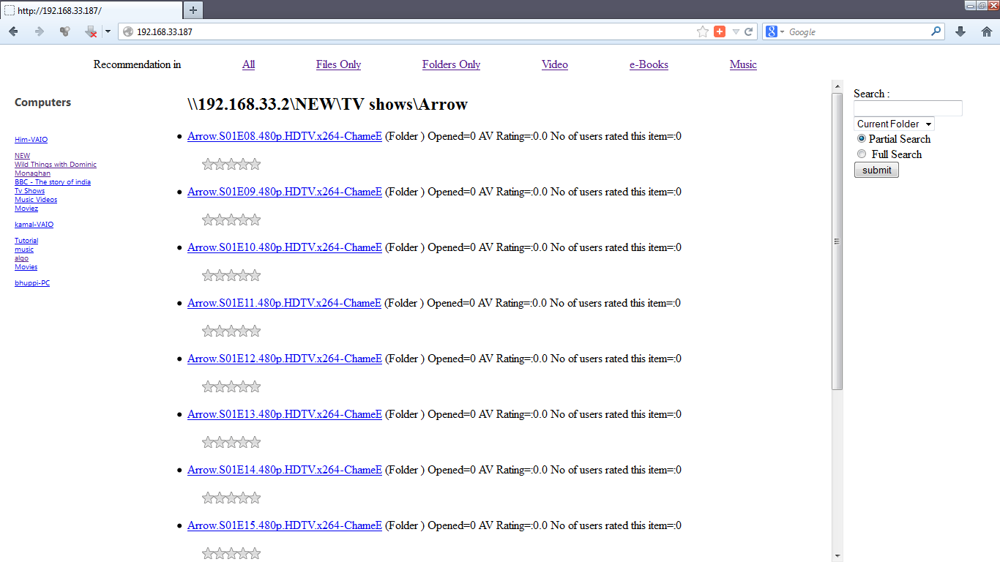 http://192.168.33.187/
192.168.33.187
Google
Recommendation in All Files Only Folders Only Video e-Books Music
Computers
Him-VAIO
NEW
Wild Things with Dominic
Monaghan
BBC - The story of india
Tv Shows
Music Videos
Moviez
kamal-VAIO
Tutorial
music
algo
Movies
bhuppi-PC
\\192.168.33.2\NEW\TV shows\Arrow
Arrow.S01E08.480p.HDTV.x264-ChameE (Folder ) Opened=0 AV Rating=:0.0 No of users rated this item=:0
Arrow.S01E09.480p.HDTV.x264-ChameE (Folder ) Opened=0 AV Rating=:0.0 No of users rated this item=:0
Arrow.S01E10.480p.HDTV.x264-ChameE (Folder ) Opened=0 AV Rating=:0.0 No of users rated this item=:0
Arrow.S01E11.480p.HDTV.x264-ChameE (Folder ) Opened=0 AV Rating=:0.0 No of users rated this item=:0
Arrow.S01E12.480p.HDTV.x264-ChameE (Folder ) Opened=0 AV Rating=:0.0 No of users rated this item=:0
Arrow.S01E13.480p.HDTV.x264-ChameE (Folder ) Opened=0 AV Rating=:0.0 No of users rated this item=:0
Arrow.S01E14.480p.HDTV.x264-ChameE (Folder ) Opened=0 AV Rating=:0.0 No of users rated this item=:0
Arrow.S01E15.480p.HDTV.x264-ChameE (Folder ) Opened=0 AV Rating=:0.0 No of users rated this item=:0
Search :
Current Folder
Partial Search
Full Search
submit